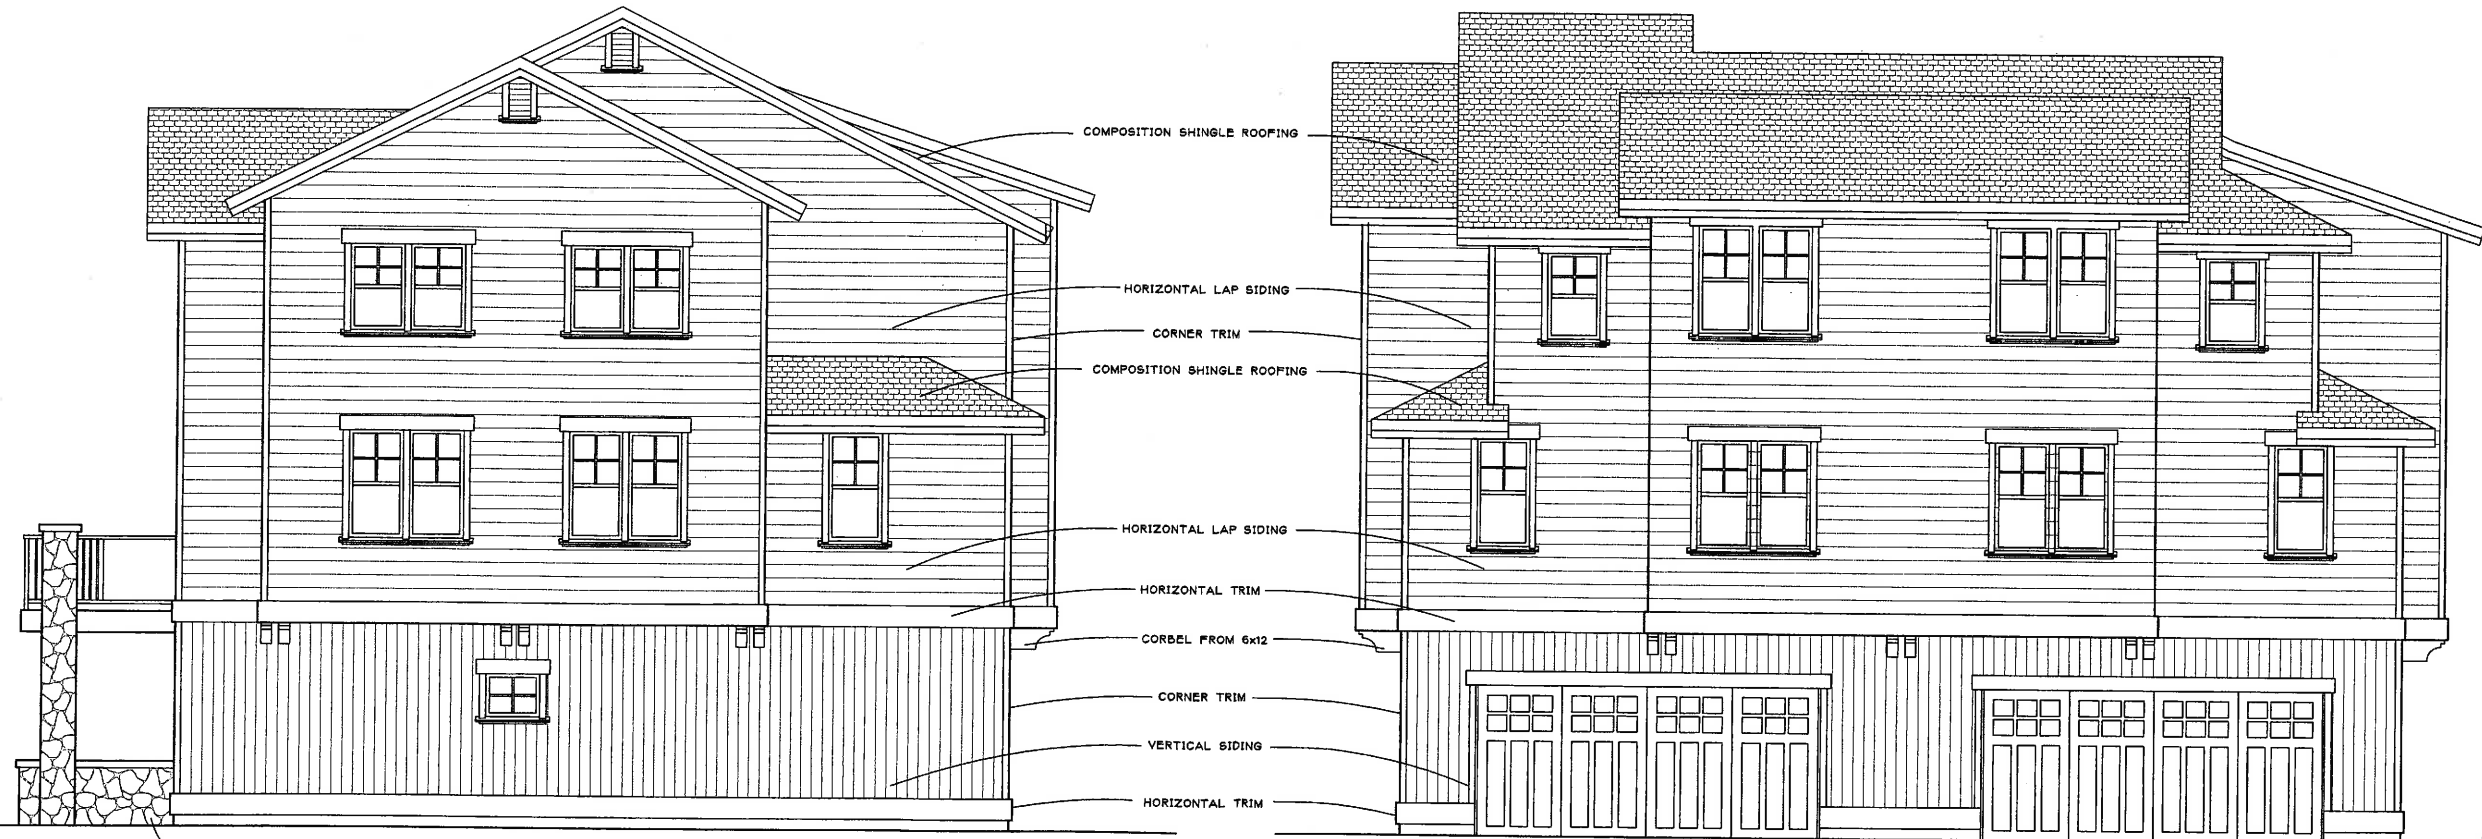 COMPOSITION SHINGLE ROOFING
HORIZONTAL LAP SIDING
CORNER TRIM
COMPOSITION SHINGLE ROOFING
HORIZONTAL LAP SIDING
HORIZONTAL TRIM
CORBEL FROM 6x12
CORNER TRIM
VERTICAL SIDING
HORIZONTAL TRIM